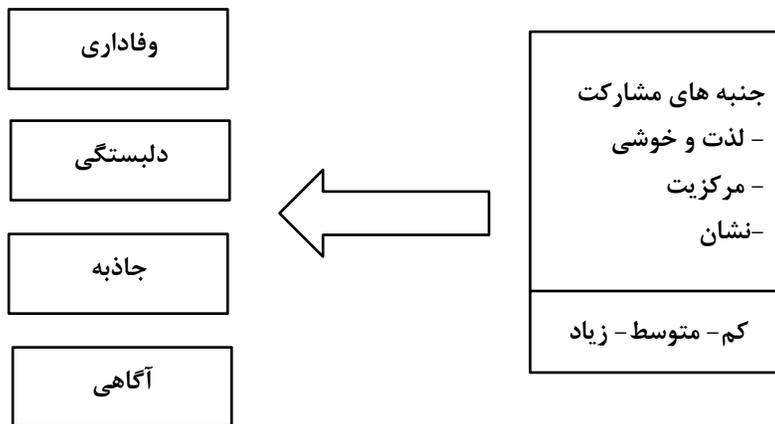 جنبه های مشارکت
- لذت و خوشی
- مرکزیت
-نشان
کم- متوسط- زیاد
وفاداری
دلبستگی
جاذبه
آگاهی